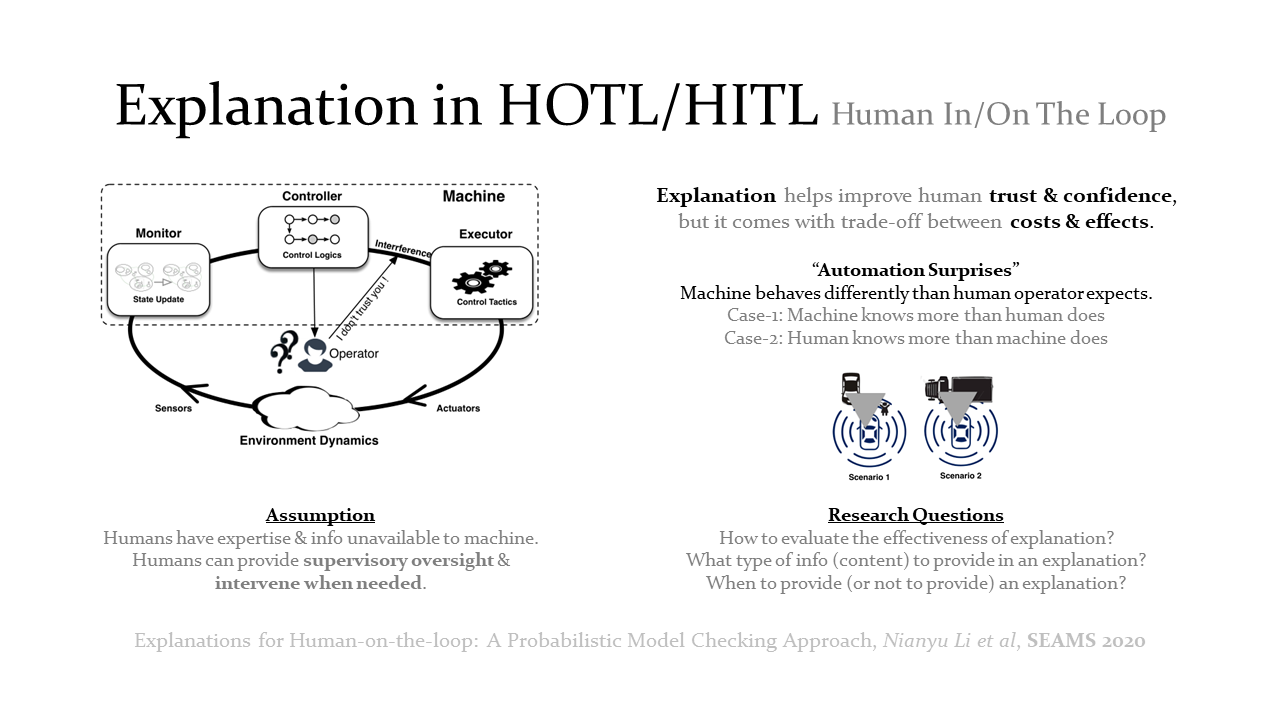 Explanation in HOTL/HITL Human In/On The Loop
Controller
Machine
Control Logics
Interrference
Monitor
State Update
Executor
Control Tactics
I don't trust you !
??
Operator
Sensors
Actuators
Environment Dynamics
Explanation helps improve human trust & confidence,
but it comes with trade-off between costs & effects.
“Automation Surprises”
Machine behaves differently than human operator expects.
Case-1: Machine knows more than human does
Case-2: Human knows more than machine does
Scenario 1
Scenario 2
Assumption
Humans have expertise & info unavailable to machine.
Humans can provide supervisory oversight &
intervene when needed.
Research Questions
How to evaluate the effectiveness of explanation?
What type of info (content) to provide in an explanation?
When to provide (or not to provide) an explanation?
Explanations for Human-on-the-loop: A Probabilistic Model Checking Approach, Nianyu Li et al, SEAMS 2020